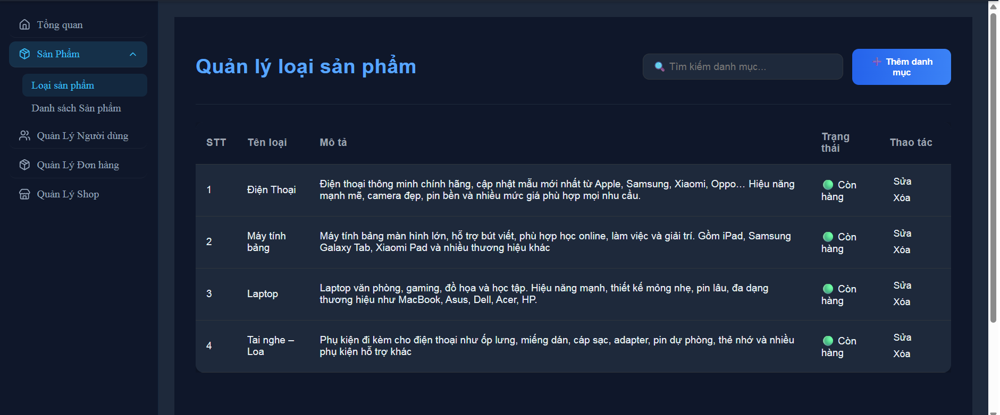 Tổng quan
Sản Phẩm
Loại sản phẩm
Danh sách Sản phẩm
Quản Lý Người dùng
Quản Lý Đơn hàng
Quản Lý Shop
Quản lý loại sản phẩm
Tìm kiếm danh mục...
Thêm danh
mục
STT
Tên loại
Mô tả
Trạng
thái
Thao tác
1
Điện Thoại
Điện thoại thông minh chính hãng, cập nhật mẫu mới nhất từ Apple, Samsung, Xiaomi, Oppo… Hiệu năng
mạnh mẽ, camera đẹp, pin bền và nhiều mức giá phù hợp mọi nhu cầu.
Còn
hàng
Sửa
Xóa
2
Máy tính
bảng
Máy tính bảng màn hình lớn, hỗ trợ bút viết, phù hợp học online, làm việc và giải trí. Gồm iPad, Samsung
Galaxy Tab, Xiaomi Pad và nhiều thương hiệu khác
Còn
hàng
Sửa
Xóa
3
Laptop
Laptop văn phòng, gaming, đồ họa và học tập. Hiệu năng mạnh, thiết kế mỏng nhẹ, pin lâu, đa dạng
thương hiệu như MacBook, Asus, Dell, Acer, HP.
Còn
hàng
Sửa
Xóa
4
Tai nghe –
Loa
Phụ kiện đi kèm cho điện thoại như ốp lưng, miếng dán, cáp sạc, adapter, pin dự phòng, thẻ nhớ và nhiều
phụ kiện hỗ trợ khác
Còn
hàng
Sửa
Xóa